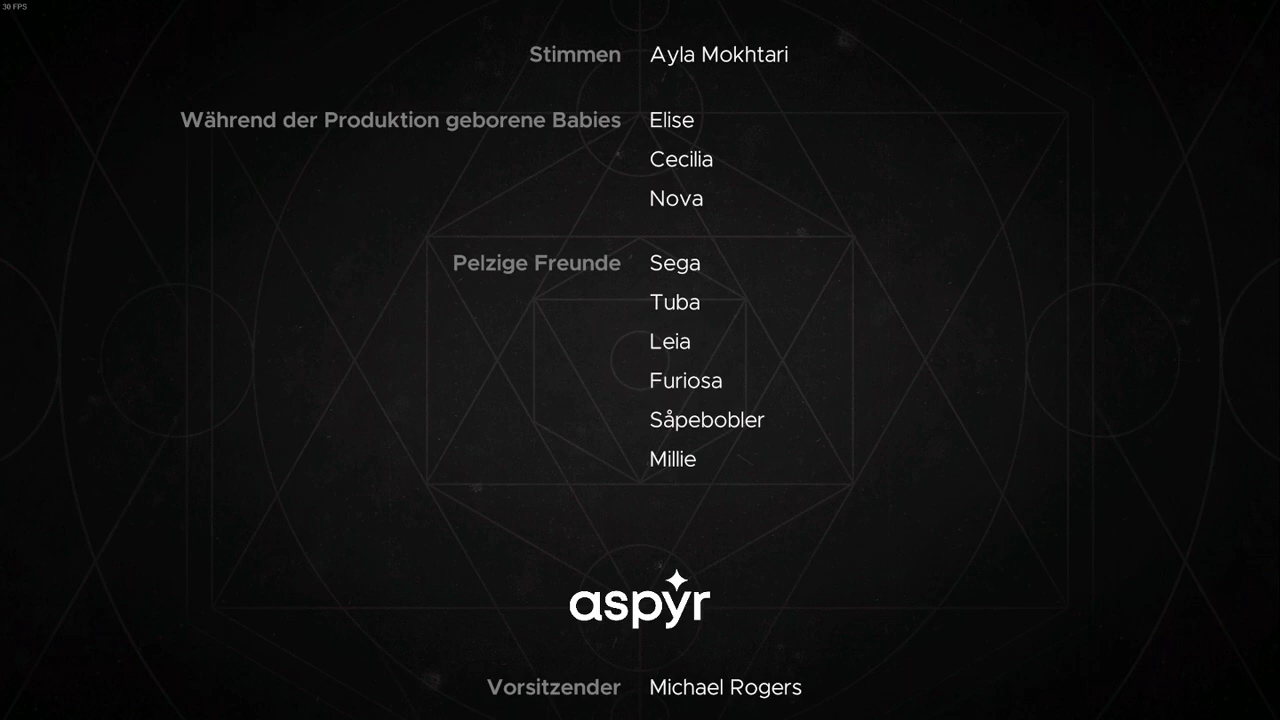 30 FPS
Stimmen Ayla Mokhtari
Während der Produktion geborene Babies Elise
Cecilia
Nova
Pelzige Freunde Sega
Tuba
Leia
Furiosa
Såpebobler
Millie
aspyr
Vorsitzender Michael Rogers